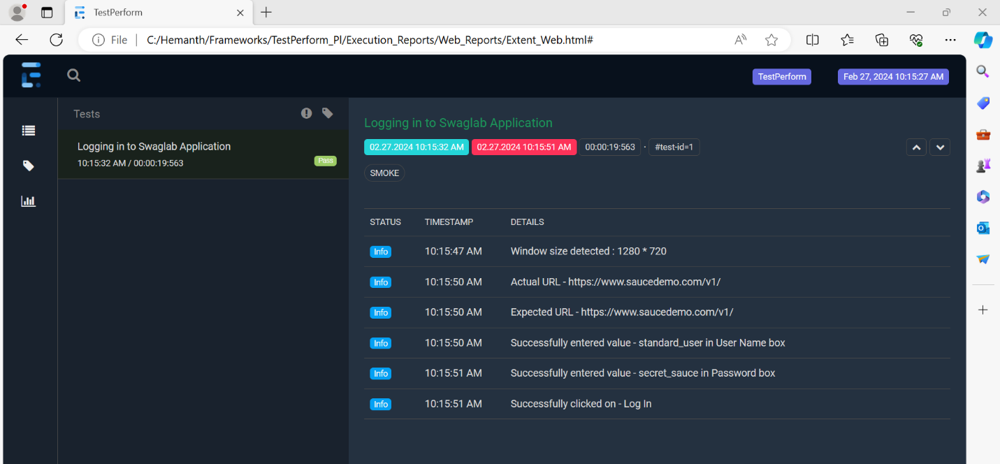 TestPerform
File C:/Hemanth/Frameworks/TestPerform_PI/Execution_Reports/Web_Reports/Extent_Web.html#
TestPerform Feb 27, 2024 10:15:27 AM
Tests
Logging in to Swaglab Application
10:15:32 AM / 00:00:19:563 Pass
Logging in to Swaglab Application
02.27.2024 10:15:32 AM 02.27.2024 10:15:51 AM 00:00:19:563 · #test-id=1
SMOKE
STATUS TIMESTAMP DETAILS
Info 10:15:47 AM Window size detected : 1280 * 720
Info 10:15:50 AM Actual URL - https://www.saucedemo.com/v1/
Info 10:15:50 AM Expected URL - https://www.saucedemo.com/v1/
Info 10:15:50 AM Successfully entered value - standard_user in User Name box
Info 10:15:51 AM Successfully entered value - secret_sauce in Password box
Info 10:15:51 AM Successfully clicked on - Log In